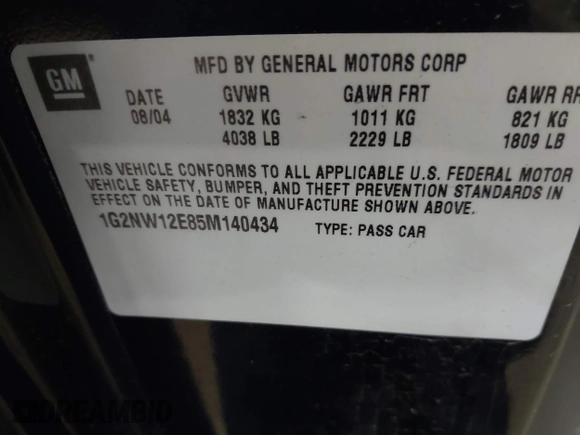 GM
MFD BY GENERAL MOTORS CORP
DATE GVWR GAWR FRT GAWR RR
08/04 1832 KG 1011 KG 821 KG
4038 LB 2229 LB 1809 LB
THIS VEHICLE CONFORMS TO ALL APPLICABLE U.S. FEDERAL MOTOR
VEHICLE SAFETY, BUMPER, AND THEFT PREVENTION STANDARDS IN
EFFECT ON THE DATE OF MANUFACTURE SHOWN ABOVE.
1G2NW12E85M140434 TYPE: PASS CAR
DREAMBID